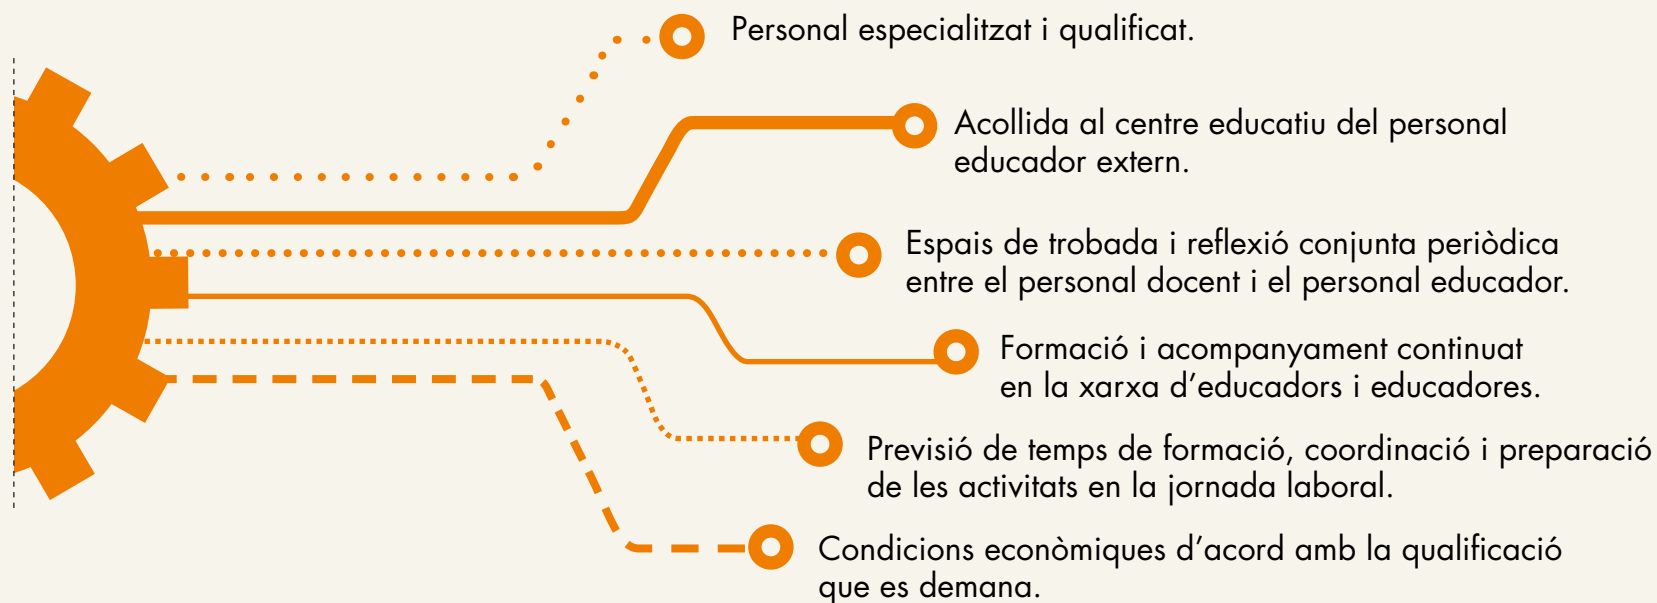 Personal especialitzat i qualificat.
Acollida al centre educatiu del personal
educador extern.
Espais de trobada i reflexió conjunta periòdica
entre el personal docent i el personal educador.
Formació i acompanyament continuat
en la xarxa d’educadors i educadores.
Previsió de temps de formació, coordinació i preparació
de les activitats en la jornada laboral.
Condicions econòmiques d’acord amb la qualificació
que es demana.